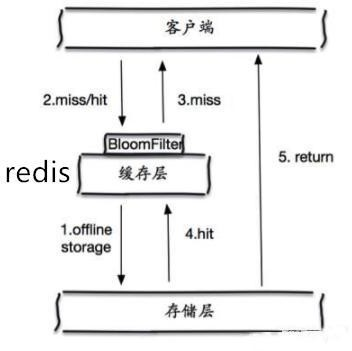 客户端
2.miss/hit
3.miss
BloomFilter
redis
缓存层
5. return
1.offline
storage
4.hit
存储层